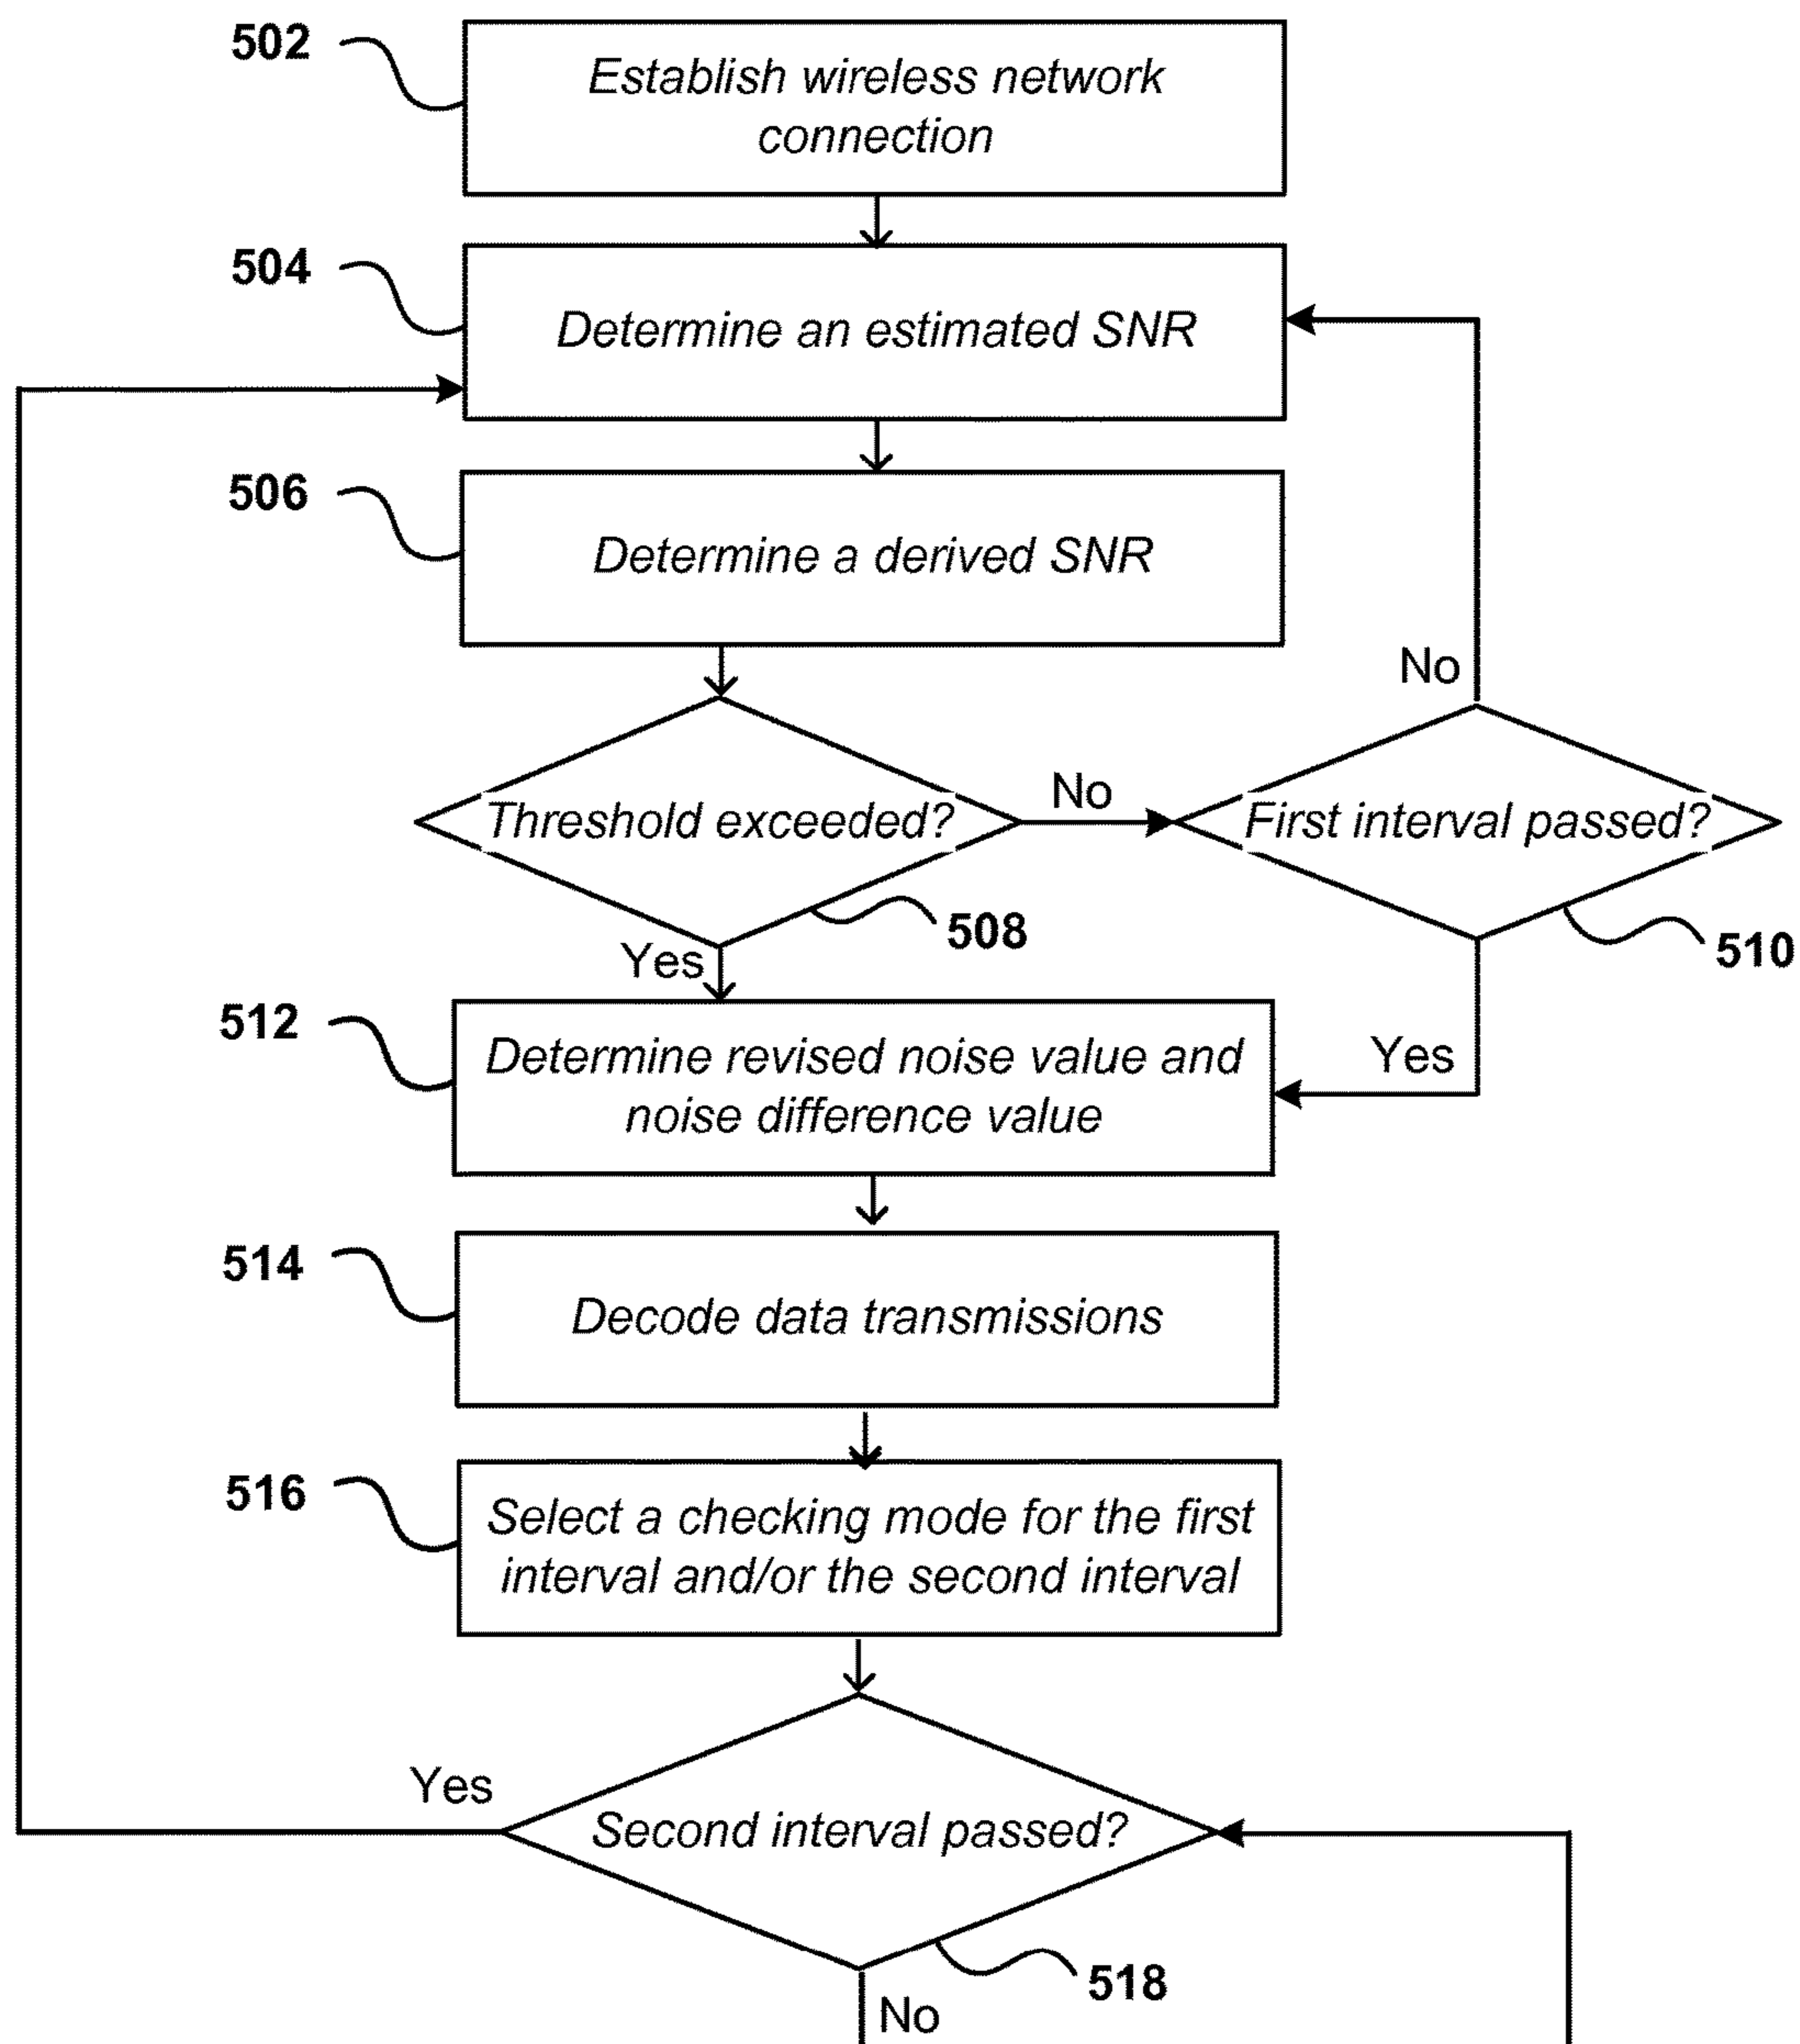 502
Establish wireless network
connection
504
Determine an estimated SNR
506
Determine a derived SNR
No
Threshold exceeded?
No
First interval passed?
508
510
Yes
512
Determine revised noise value and
noise difference value
Yes
514
Decode data transmissions
516
Select a checking mode for the first
interval and/or the second interval
Yes
Second interval passed?
518
No